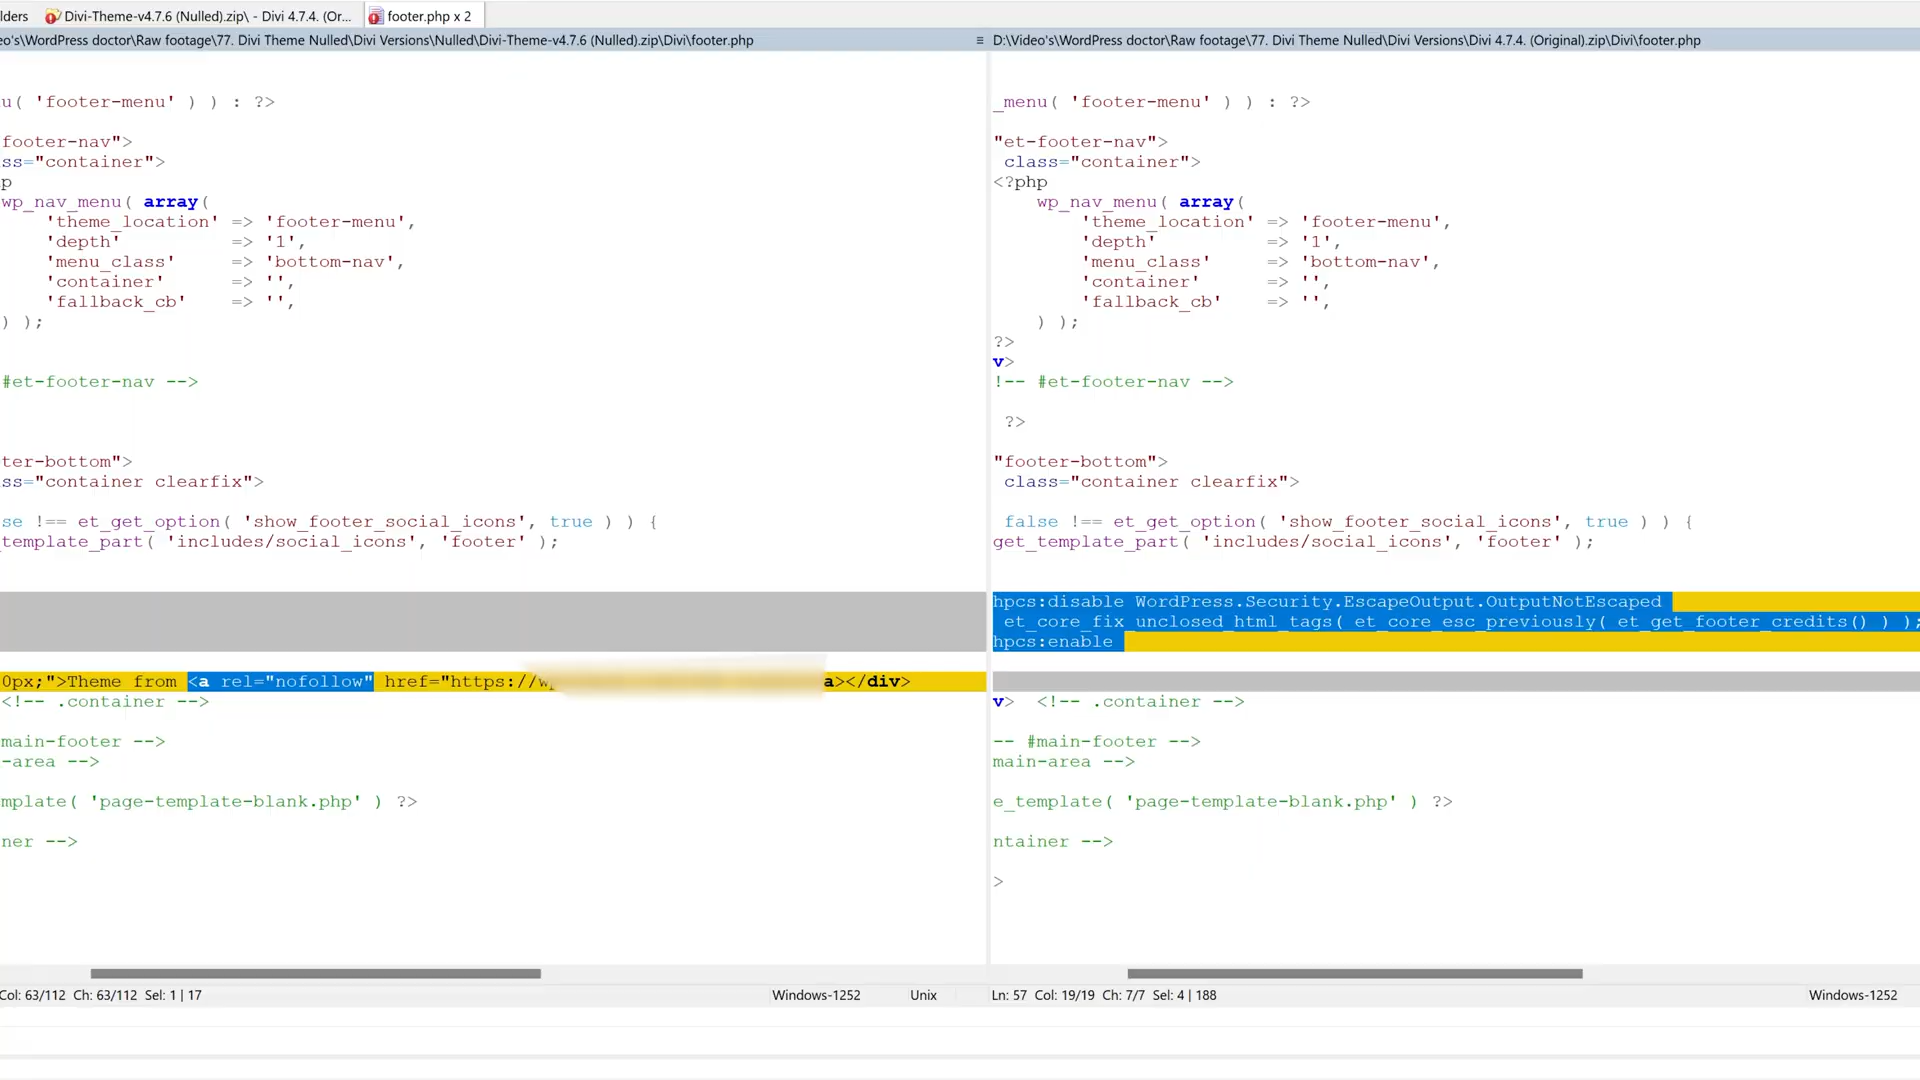 lders
Divi-Theme-v4.7.6 (Nulled).zip\ - Divi 4.7.4. (Or...
footer.php x 2
eo's\WordPress doctor\Raw footage\77. Divi Theme Nulled\Divi Versions\Nulled\Divi-Theme-v4.7.6 (Nulled).zip\Divi\footer.php
u( 'footer-menu' ) ) : ?>
footer-nav">
ss="container">
p
wp_nav_menu( array(
'theme_location' => 'footer-menu',
'depth' => '1',
'menu_class' => 'bottom-nav',
'container' => '',
'fallback_cb' => '',
) );
#et-footer-nav -->
ter-bottom">
ss="container clearfix">
se !== et_get_option( 'show_footer_social_icons', true ) ) {
_template_part( 'includes/social_icons', 'footer' );
0px;">Theme from <a rel="nofollow" href="https://w
a></div>
<!-- .container -->
main-footer -->
-area -->
mplate( 'page-template-blank.php' ) ?>
ner -->
Col: 63/112 Ch: 63/112 Sel: 1 | 17
Windows-1252
Unix
D:\Video's\WordPress doctor\Raw footage\77. Divi Theme Nulled\Divi Versions\Divi 4.7.4. (Original).zip\Divi\footer.php
_menu( 'footer-menu' ) ) : ?>
"et-footer-nav">
class="container">
<?php
wp_nav_menu( array(
'theme_location' => 'footer-menu',
'depth' => '1',
'menu_class' => 'bottom-nav',
'container' => '',
'fallback_cb' => '',
) );
?>
v>
!-- #et-footer-nav -->
?>
"footer-bottom">
class="container clearfix">
false !== et_get_option( 'show_footer_social_icons', true ) ) {
get_template_part( 'includes/social_icons', 'footer' );
hpcs:disable WordPress.Security.EscapeOutput.OutputNotEscaped
et_core_fix_unclosed_html_tags( et_core_esc_previously( et_get_footer_credits() ) );
hpcs:enable
v> <!-- .container -->
-- #main-footer -->
main-area -->
e_template( 'page-template-blank.php' ) ?>
ntainer -->
>
Ln: 57 Col: 19/19 Ch: 7/7 Sel: 4 | 188
Windows-1252